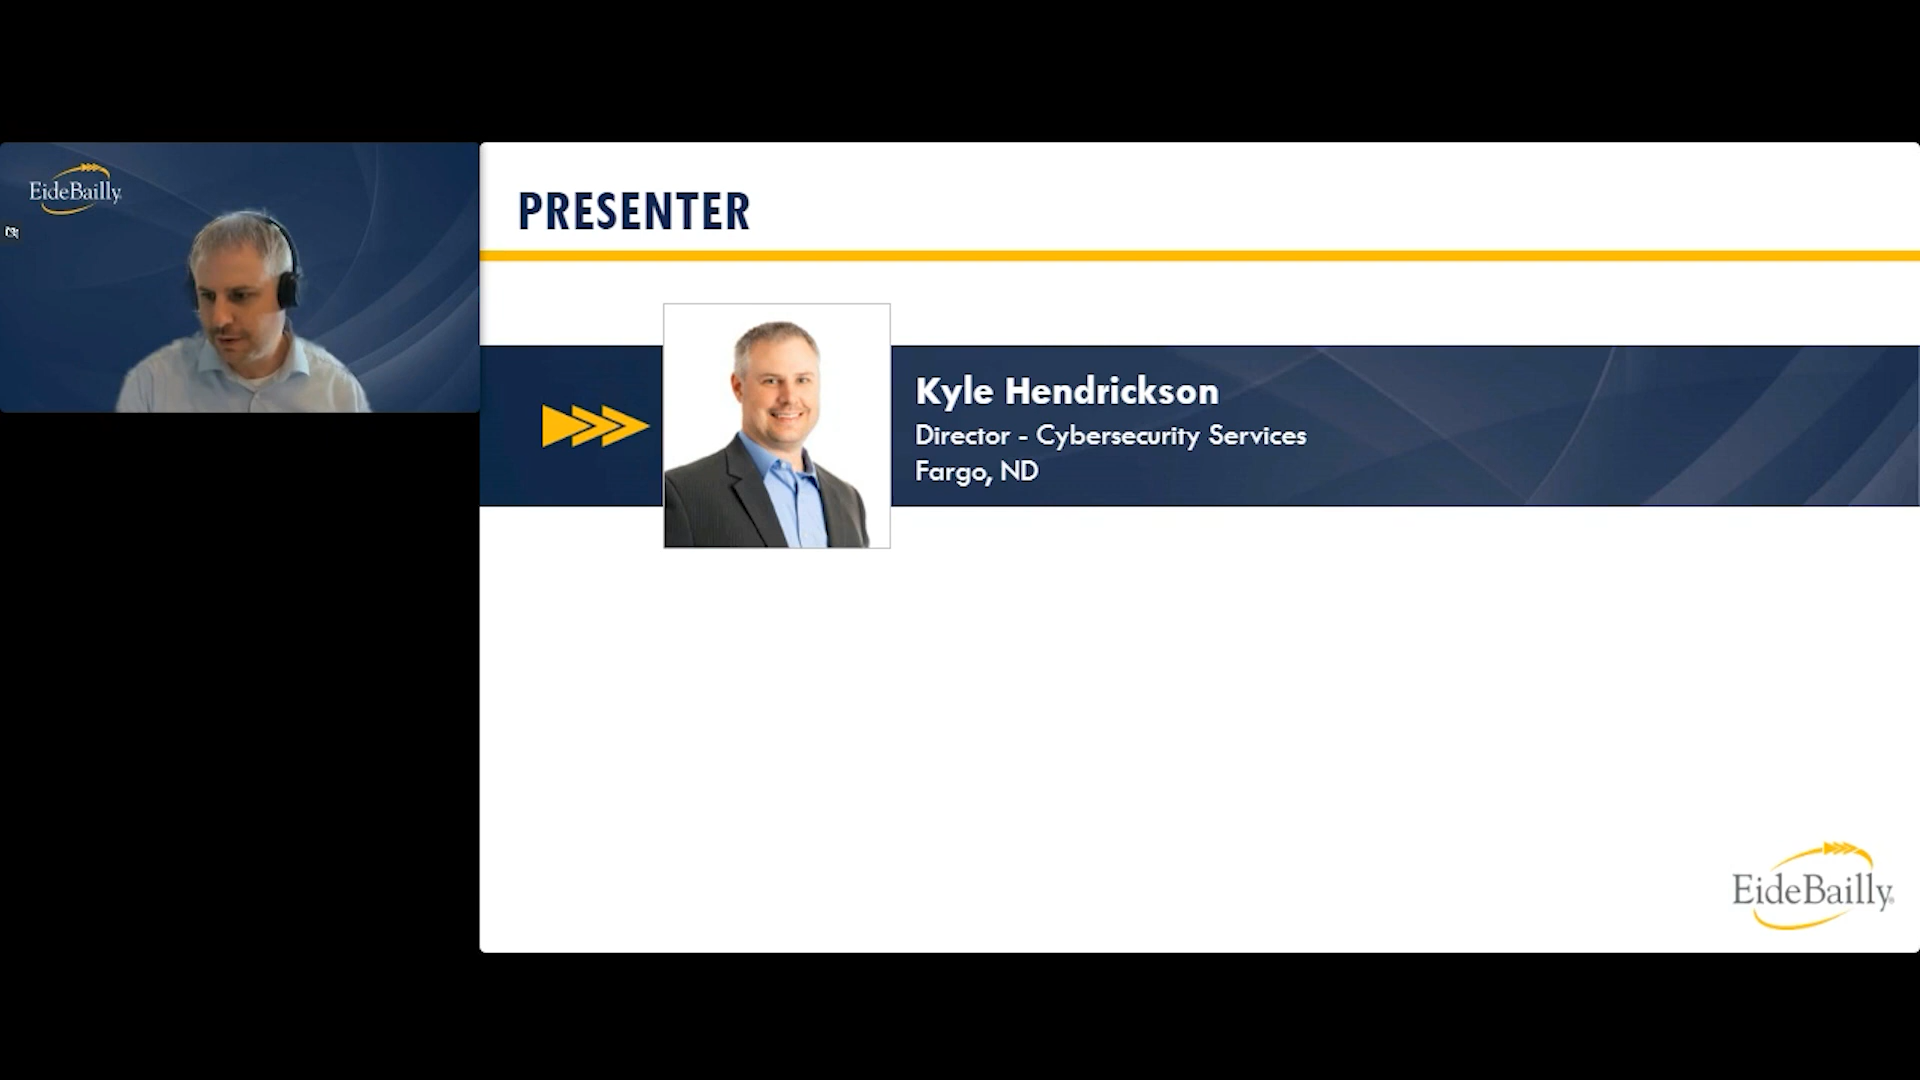 EideBailly
PRESENTER
Kyle Hendrickson
Director - Cybersecurity Services
Fargo, ND
EideBailly®